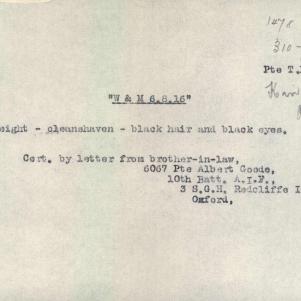 1478
310-
Pte T.
"W & M 6.8.16"
eight - cleanshaven - black hair and black eyes.
Cert. by letter from brother-in-law,
6067 Pte Albert Goode,
10th Batt. A.I.F.,
3 S.G.H. Redcliffe I
Oxford,